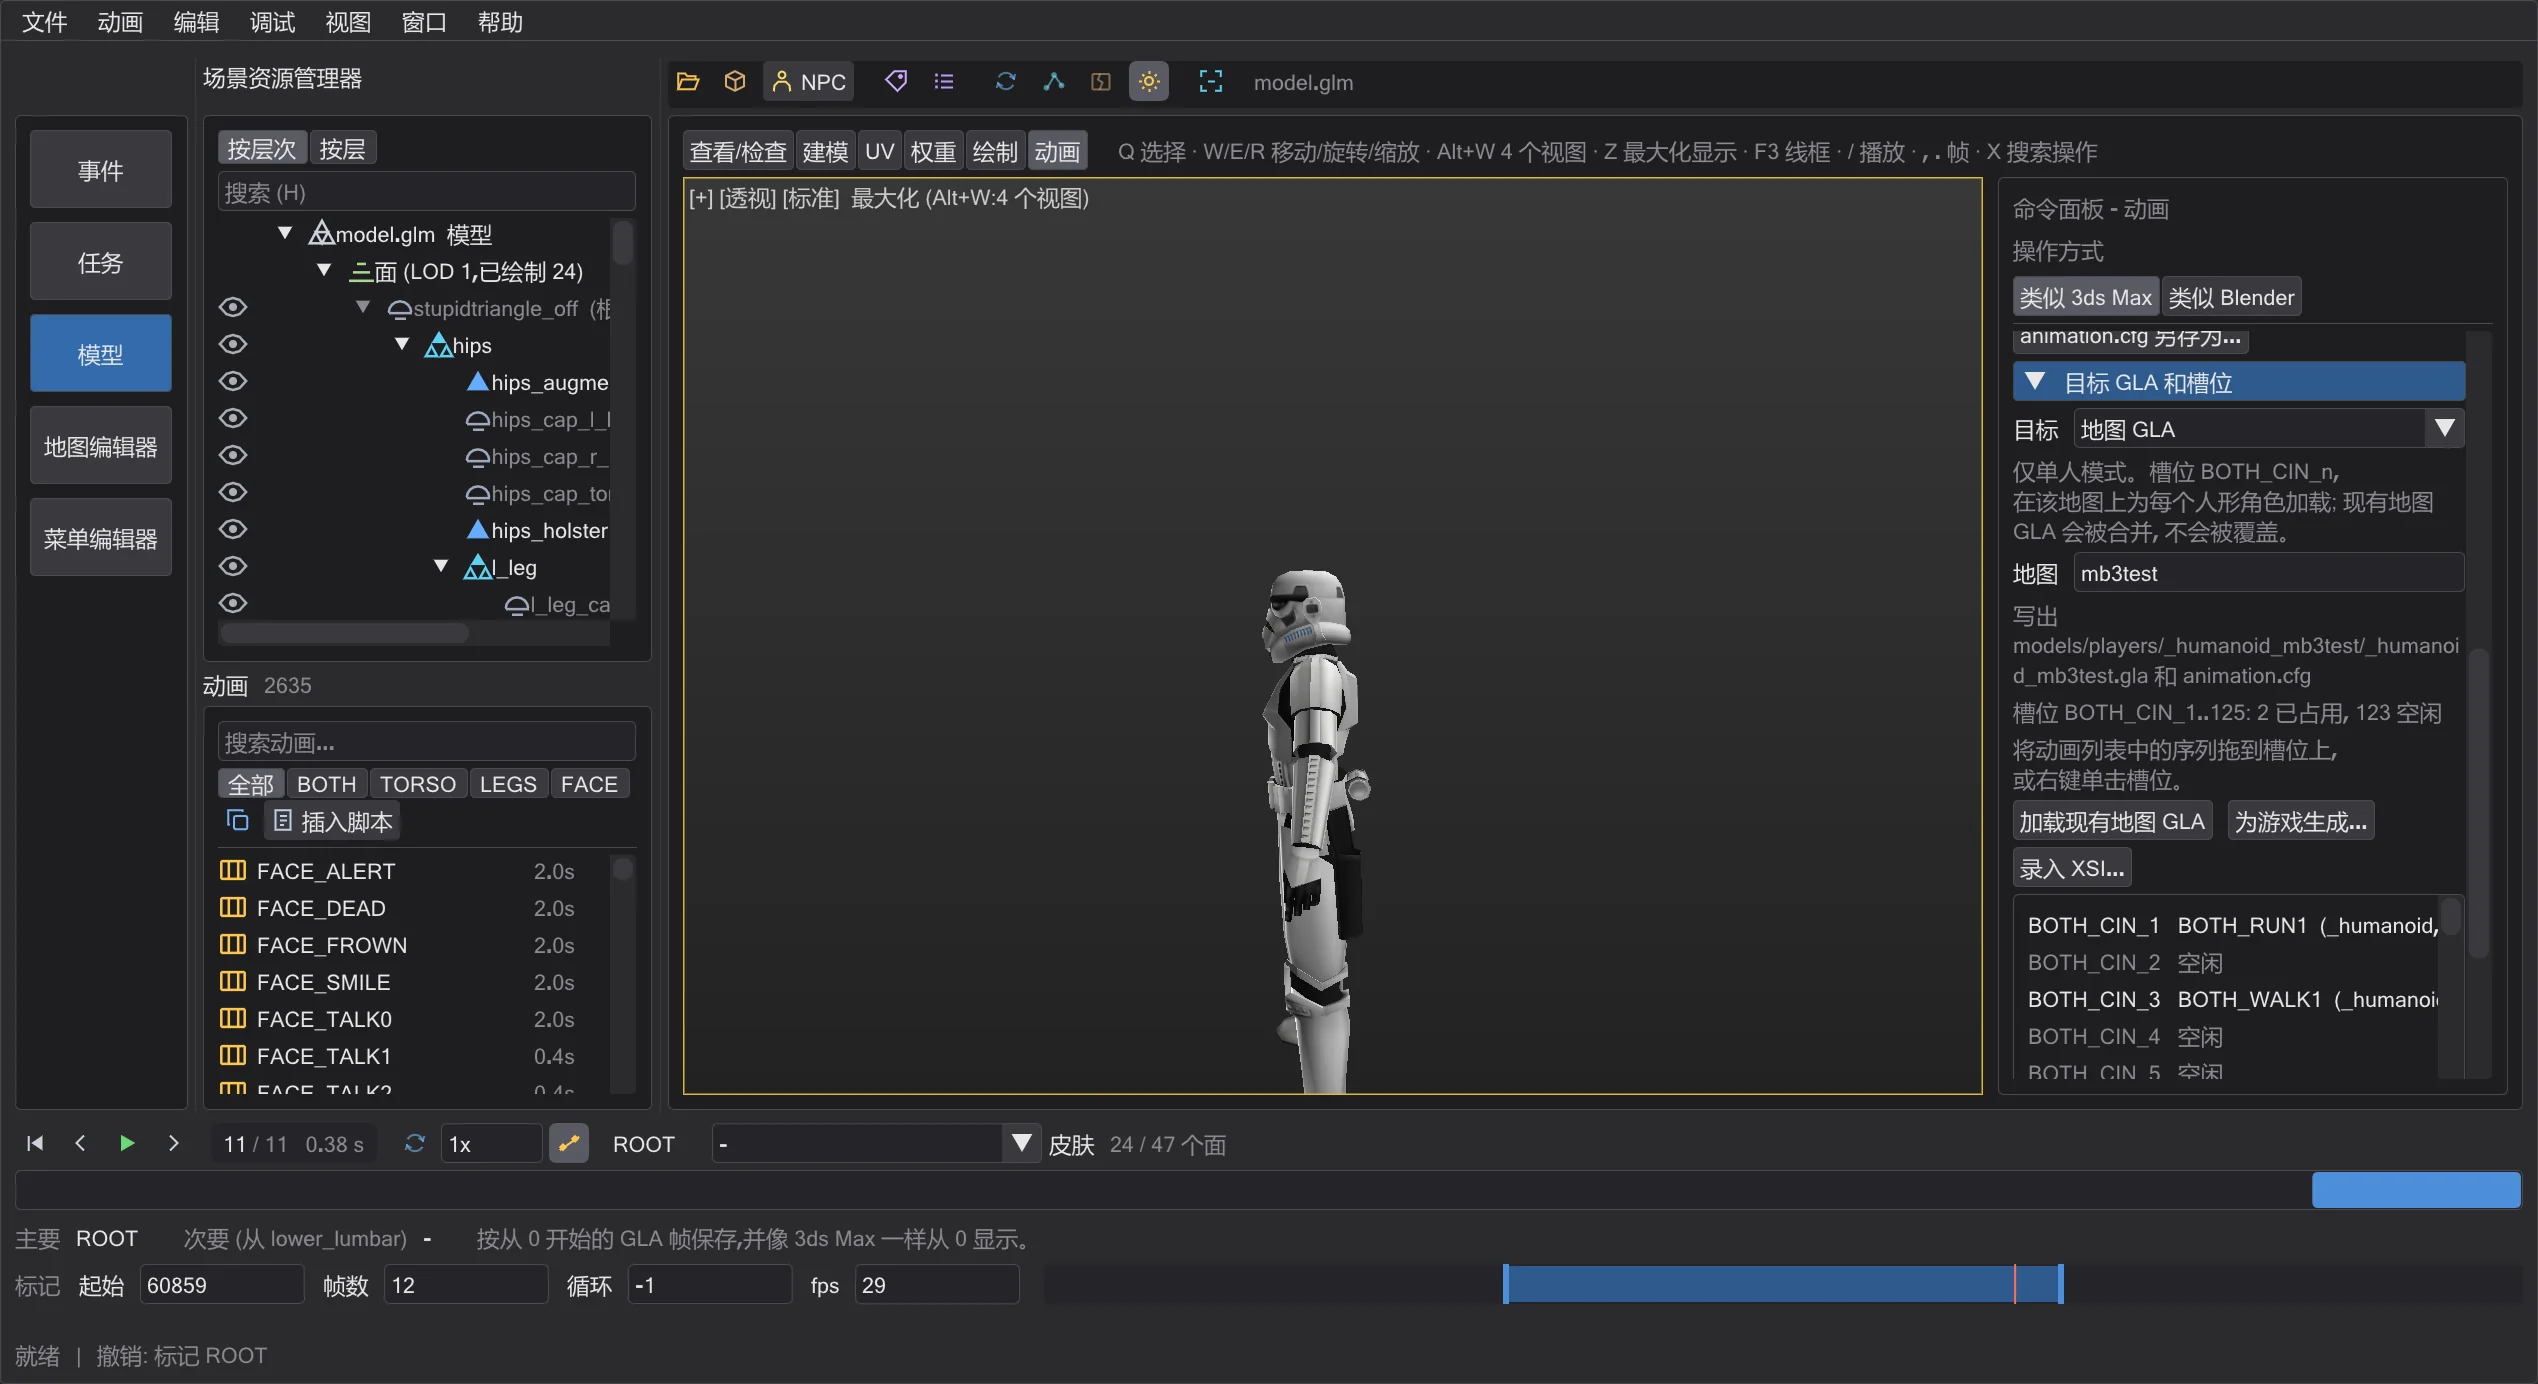 文件 动画 编辑 调试 视图 窗口 帮助
场景资源管理器
NPC
model.glm
事件
任务
模型
地图编辑器
菜单编辑器
按层次 按层
搜索 (H)
model.glm 模型
面 (LOD 1,已绘制 24)
stupidtriangle_off (根
hips
hips_augme
hips_cap_l_l
hips_cap_r_
hips_cap_tor
hips_holster
l_leg
l_leg_ca
动画 2635
搜索动画...
全部 BOTH TORSO LEGS FACE
插入脚本
FACE_ALERT 2.0s
FACE_DEAD 2.0s
FACE_FROWN 2.0s
FACE_SMILE 2.0s
FACE_TALK0 2.0s
FACE_TALK1 0.4s
FACE_TALK2 0.4s
查看/检查 建模 UV 权重 绘制 动画
Q 选择 · W/E/R 移动/旋转/缩放 · Alt+W 4 个视图 · Z 最大化显示 · F3 线框 · / 播放 · , . 帧 · X 搜索操作
[+] [透视] [标准] 最大化 (Alt+W:4 个视图)
命令面板 - 动画
操作方式
类似 3ds Max 类似 Blender
animation.cfg 另存为...
目标 GLA 和槽位
目标 地图 GLA
仅单人模式。槽位 BOTH_CIN_n,
在该地图上为每个人形角色加载; 现有地图
GLA 会被合并, 不会被覆盖。
地图 mb3test
写出
models/players/_humanoid_mb3test/_humanoi
d_mb3test.gla 和 animation.cfg
槽位 BOTH_CIN_1..125: 2 已占用, 123 空闲
将动画列表中的序列拖到槽位上,
或右键单击槽位。
加载现有地图 GLA 为游戏生成...
录入 XSI...
BOTH_CIN_1 BOTH_RUN1 (_humanoid,
BOTH_CIN_2 空闲
BOTH_CIN_3 BOTH_WALK1 (_humanoi
BOTH_CIN_4 空闲
BOTH_CIN_5 空闲
11 / 11 0.38 s 1x ROOT - 皮肤 24 / 47 个面
主要 ROOT 次要 (从 lower_lumbar) - 按从 0 开始的 GLA 帧保存,并像 3ds Max 一样从 0 显示。
标记 起始 60859 帧数 12 循环 -1 fps 29
就绪 | 撤销: 标记 ROOT